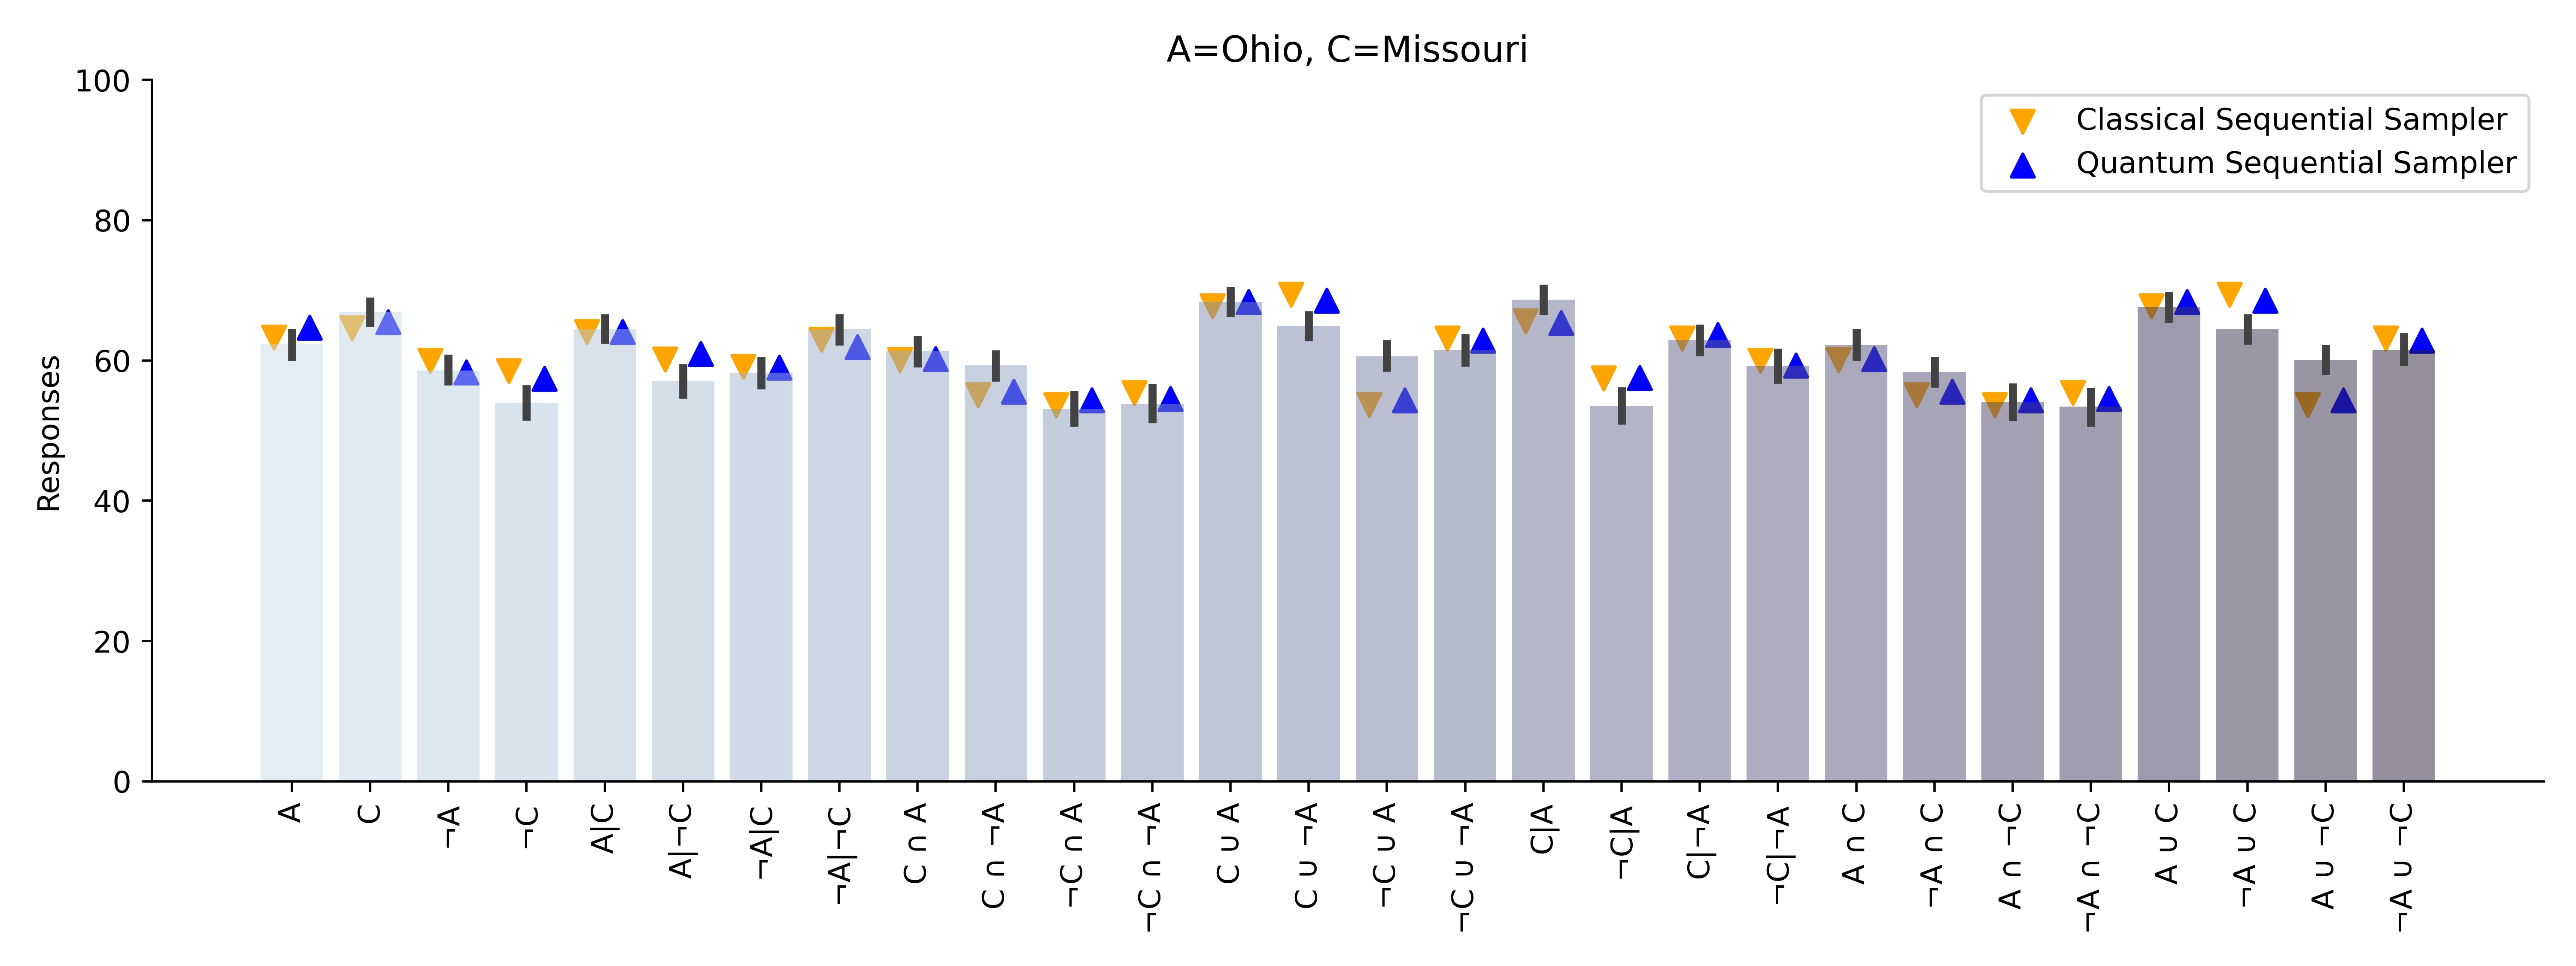 A=Ohio, C=Missouri
Classical Sequential Sampler
Quantum Sequential Sampler
Responses
100
80
60
40
20
0
A
C
¬A
¬C
A|C
A|¬C
¬A|C
¬A|¬C
C ∩ A
C ∩ ¬A
¬C ∩ A
¬C ∩ ¬A
C ∪ A
C ∪ ¬A
¬C ∪ A
¬C ∪ ¬A
C|A
¬C|A
C|¬A
¬C|¬A
A ∩ C
¬A ∩ C
A ∩ ¬C
¬A ∩ ¬C
A ∪ C
¬A ∪ C
A ∪ ¬C
¬A ∪ ¬C